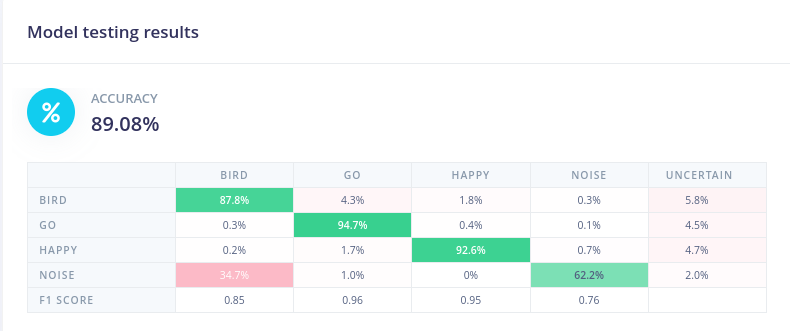 Model testing results
%
ACCURACY
89.08%
BIRD GO HAPPY NOISE UNCERTAIN
BIRD 87.8% 4.3% 1.8% 0.3% 5.8%
GO 0.3% 94.7% 0.4% 0.1% 4.5%
HAPPY 0.2% 1.7% 92.6% 0.7% 4.7%
NOISE 34.7% 1.0% 0% 62.2% 2.0%
F1 SCORE 0.85 0.96 0.95 0.76